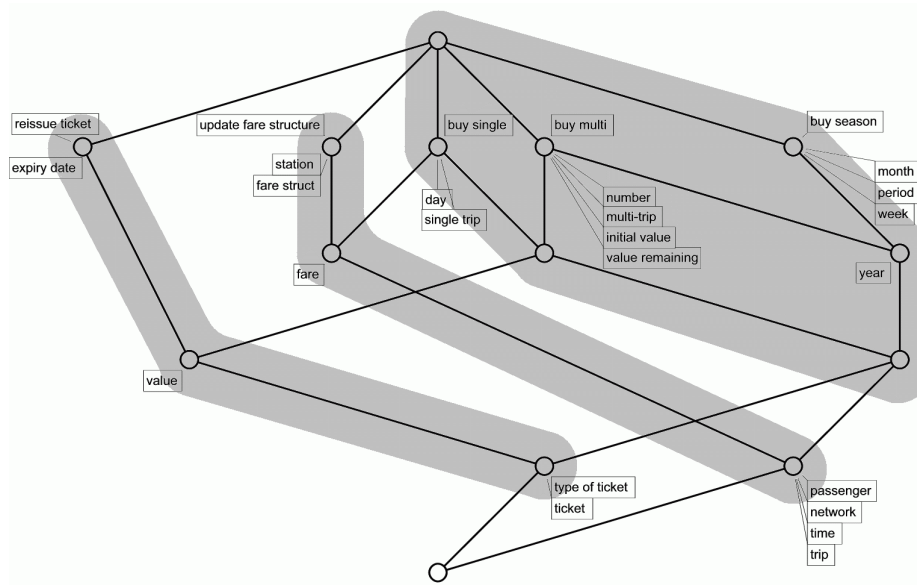 reissue ticket
expiry date
update fare structure
station
fare struct
buy single
buy multi
buy season
month
period
week
day
single trip
number
multi-trip
initial value
value remaining
fare
year
value
type of ticket
ticket
passenger
network
time
trip